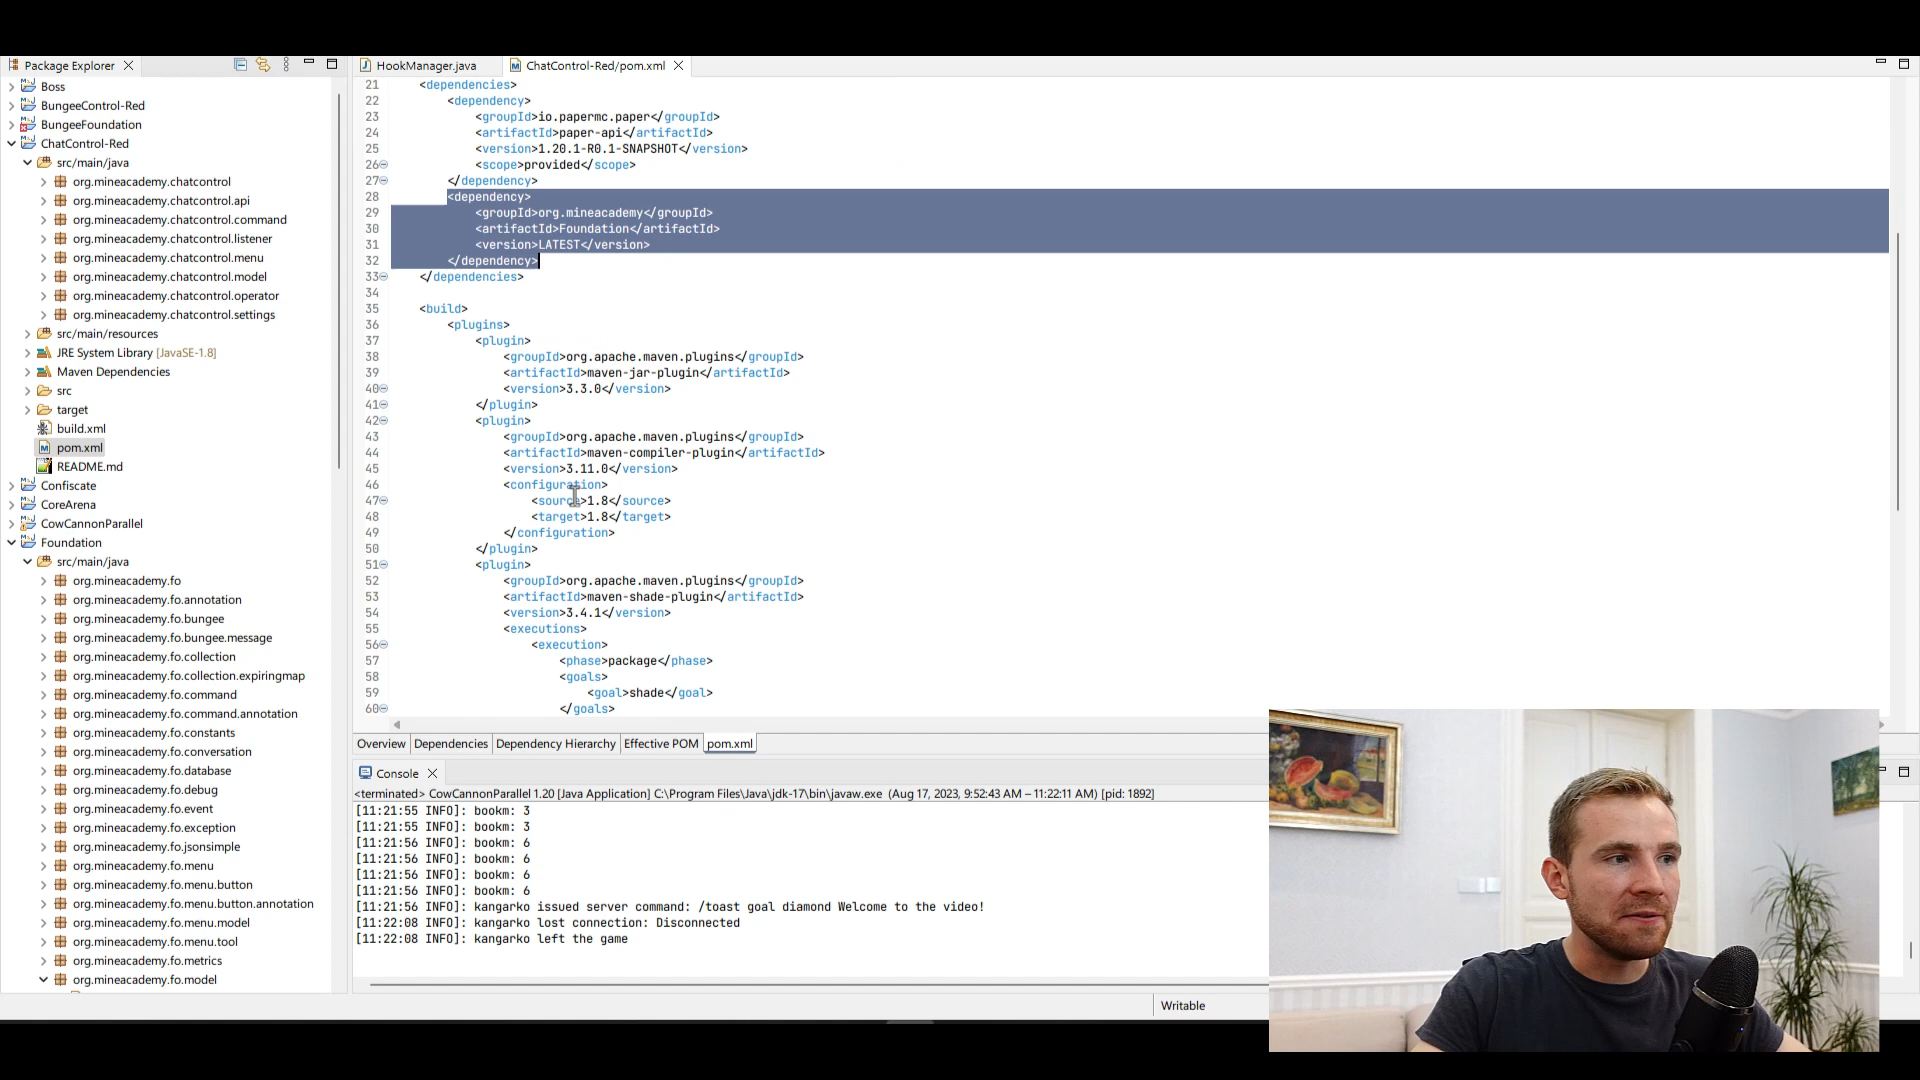 Package Explorer
Boss
BungeeControl-Red
BungeeFoundation
ChatControl-Red
src/main/java
org.mineacademy.chatcontrol
org.mineacademy.chatcontrol.api
org.mineacademy.chatcontrol.command
org.mineacademy.chatcontrol.listener
org.mineacademy.chatcontrol.menu
org.mineacademy.chatcontrol.model
org.mineacademy.chatcontrol.operator
org.mineacademy.chatcontrol.settings
src/main/resources
JRE System Library [JavaSE-1.8]
Maven Dependencies
src
target
build.xml
pom.xml
README.md
Confiscate
CoreArena
CowCannonParallel
Foundation
src/main/java
org.mineacademy.fo
org.mineacademy.fo.annotation
org.mineacademy.fo.bungee
org.mineacademy.fo.bungee.message
org.mineacademy.fo.collection
org.mineacademy.fo.collection.expiringmap
org.mineacademy.fo.command
org.mineacademy.fo.command.annotation
org.mineacademy.fo.constants
org.mineacademy.fo.conversation
org.mineacademy.fo.database
org.mineacademy.fo.debug
org.mineacademy.fo.event
org.mineacademy.fo.exception
org.mineacademy.fo.jsonsimple
org.mineacademy.fo.menu
org.mineacademy.fo.menu.button
org.mineacademy.fo.menu.button.annotation
org.mineacademy.fo.menu.model
org.mineacademy.fo.menu.tool
org.mineacademy.fo.metrics
org.mineacademy.fo.model
HookManager.java ChatControl-Red/pom.xml
21 <dependencies>
22 <dependency>
23 <groupId>io.papermc.paper</groupId>
24 <artifactId>paper-api</artifactId>
25 <version>1.20.1-R0.1-SNAPSHOT</version>
26 <scope>provided</scope>
27 </dependency>
28 <dependency>
29 <groupId>org.mineacademy</groupId>
30 <artifactId>Foundation</artifactId>
31 <version>LATEST</version>
32 </dependency>
33 </dependencies>
34
35 <build>
36 <plugins>
37 <plugin>
38 <groupId>org.apache.maven.plugins</groupId>
39 <artifactId>maven-jar-plugin</artifactId>
40 <version>3.3.0</version>
41 </plugin>
42 <plugin>
43 <groupId>org.apache.maven.plugins</groupId>
44 <artifactId>maven-compiler-plugin</artifactId>
45 <version>3.11.0</version>
46 <configuration>
47 <source>1.8</source>
48 <target>1.8</target>
49 </configuration>
50 </plugin>
51 <plugin>
52 <groupId>org.apache.maven.plugins</groupId>
53 <artifactId>maven-shade-plugin</artifactId>
54 <version>3.4.1</version>
55 <executions>
56 <execution>
57 <phase>package</phase>
58 <goals>
59 <goal>shade</goal>
60 </goals>
Overview Dependencies Dependency Hierarchy Effective POM pom.xml
Console
<terminated> CowCannonParallel 1.20 [Java Application] C:\Program Files\Java\jdk-17\bin\javaw.exe (Aug 17, 2023, 9:52:43 AM – 11:22:11 AM) [pid: 1892]
[11:21:55 INFO]: bookm: 3
[11:21:55 INFO]: bookm: 3
[11:21:56 INFO]: bookm: 6
[11:21:56 INFO]: bookm: 6
[11:21:56 INFO]: bookm: 6
[11:21:56 INFO]: bookm: 6
[11:21:56 INFO]: kangarko issued server command: /toast goal diamond Welcome to the video!
[11:22:08 INFO]: kangarko lost connection: Disconnected
[11:22:08 INFO]: kangarko left the game
Writable